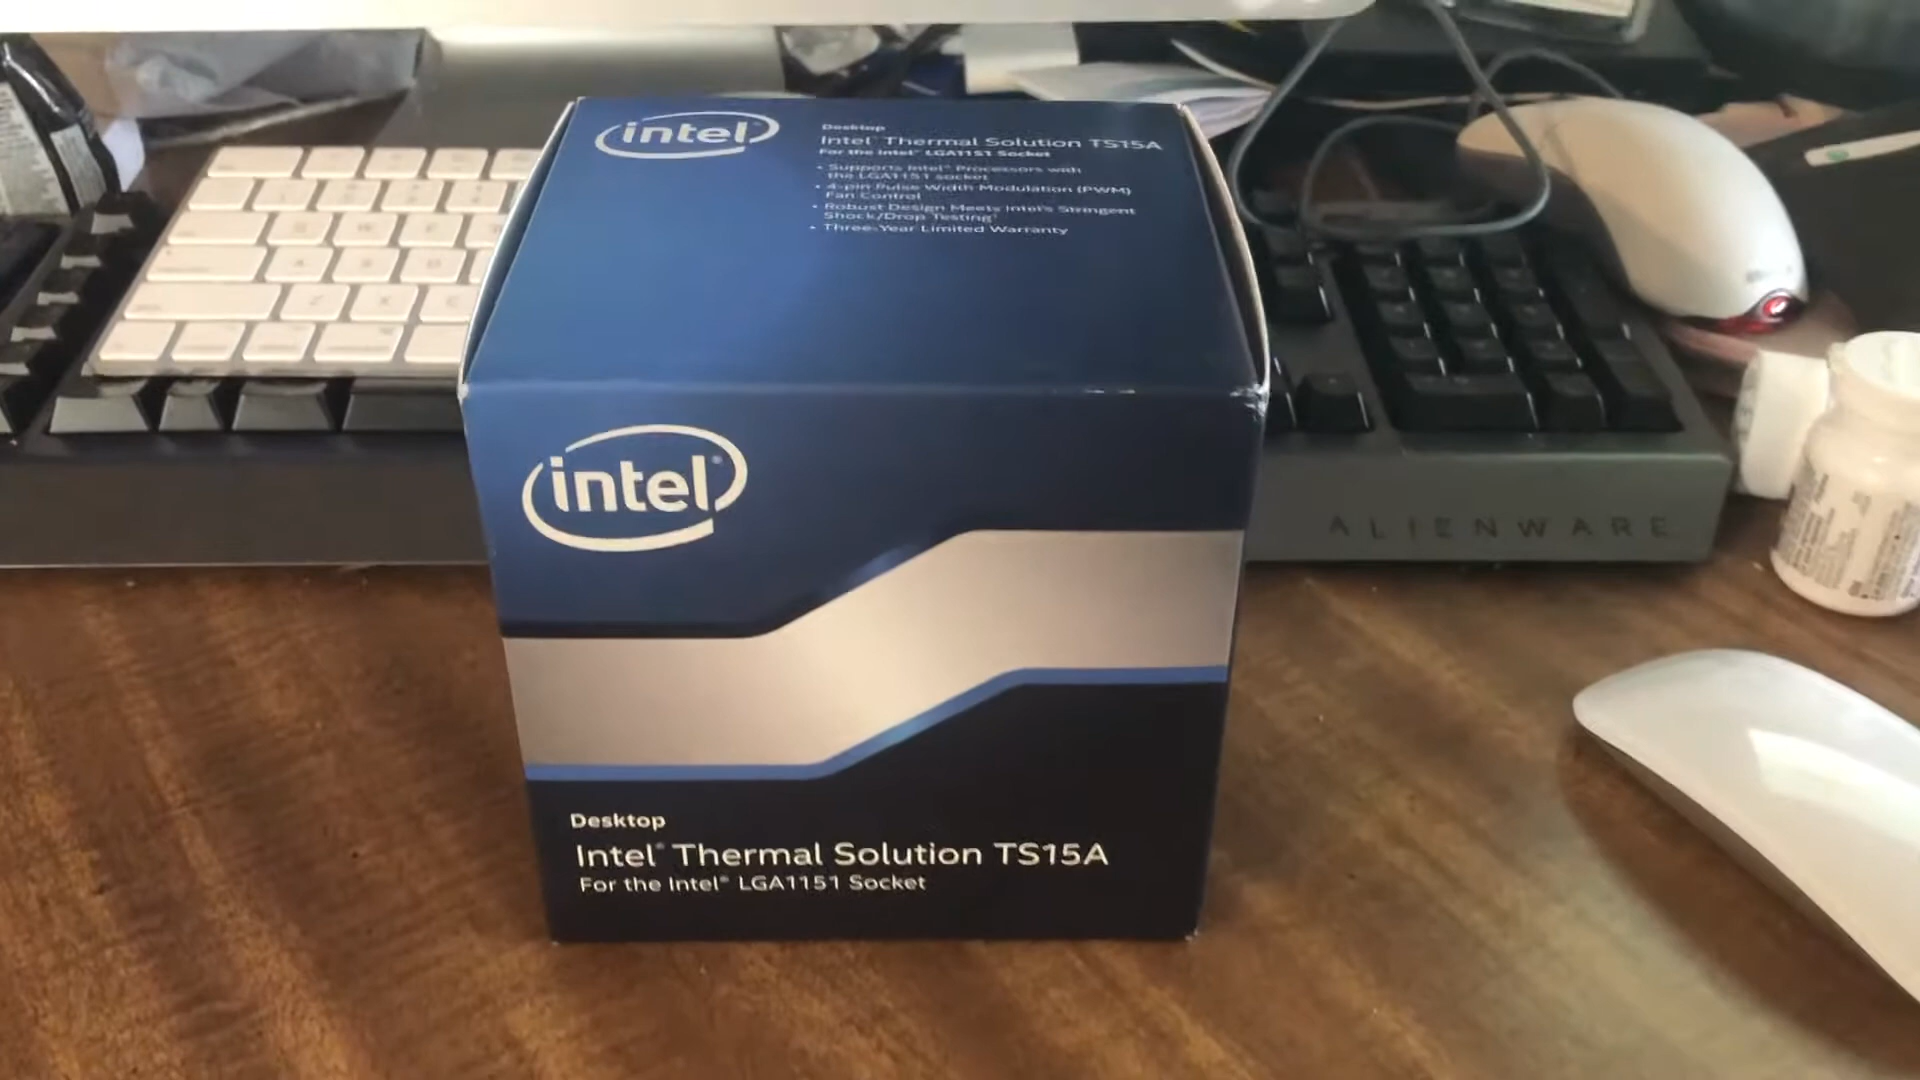 intel®
Desktop
Intel® Thermal Solution TS15A
For the Intel® LGA1151 Socket
• Supports Intel® Processors with
the LGA1151 socket
• 4-pin Pulse Width Modulation (PWM)
Fan Control
• Robust Design Meets Intel's Stringent
Shock/Drop Testing¹
• Three-Year Limited Warranty
intel®
Desktop
Intel® Thermal Solution TS15A
For the Intel® LGA1151 Socket
ALIENWARE